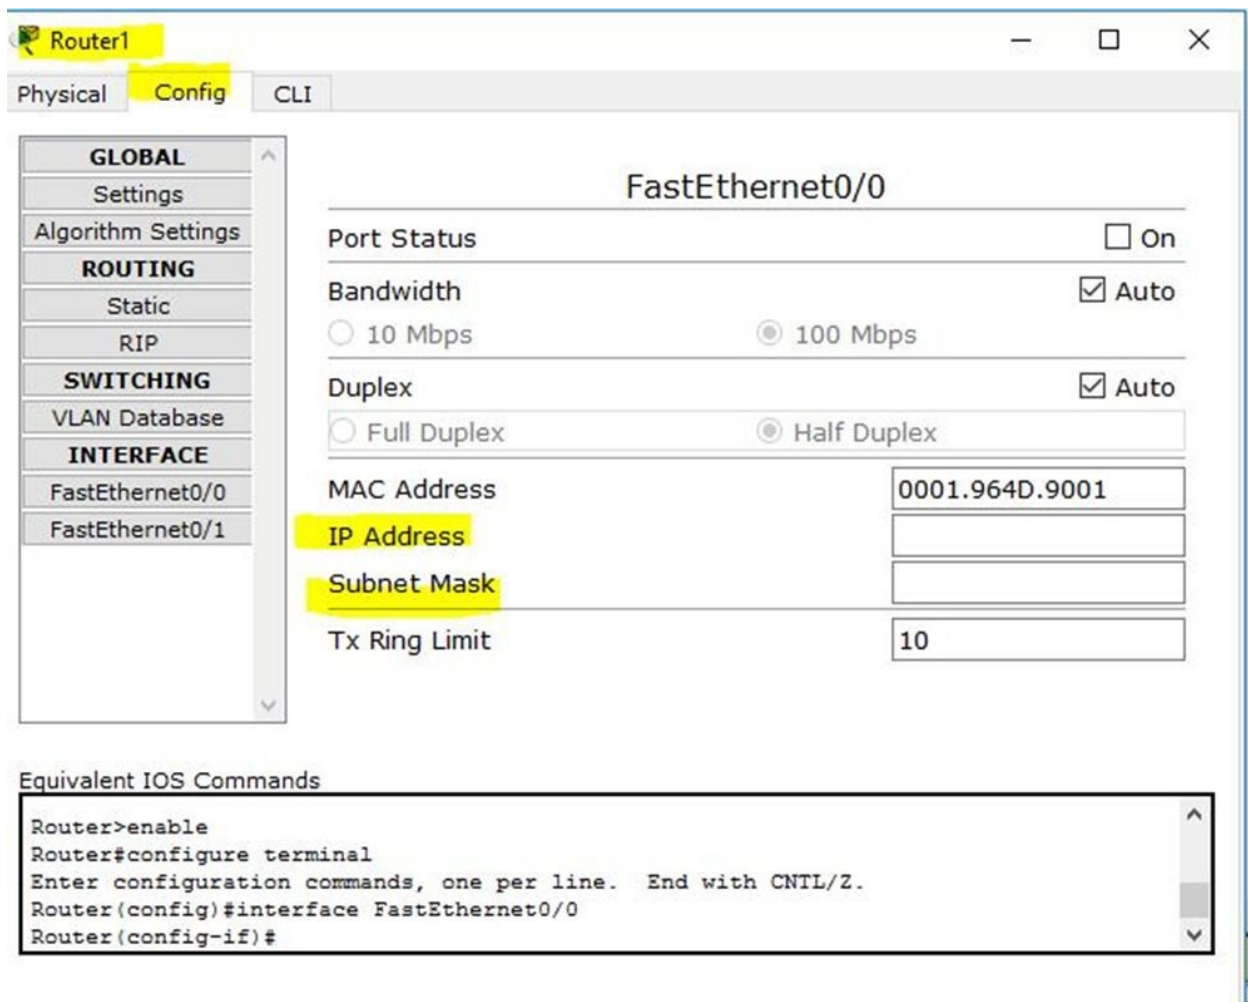 Router1
Physical Config CLI
GLOBAL
Settings
Algorithm Settings
ROUTING
Static
RIP
SWITCHING
VLAN Database
INTERFACE
FastEthernet0/0
FastEthernet0/1
FastEthernet0/0
Port Status On
Bandwidth Auto
10 Mbps 100 Mbps
Duplex Auto
Full Duplex Half Duplex
MAC Address 0001.964D.9001
IP Address
Subnet Mask
Tx Ring Limit 10
Equivalent IOS Commands
Router>enable
Router#configure terminal
Enter configuration commands, one per line.  End with CNTL/Z.
Router(config)#interface FastEthernet0/0
Router(config-if)#